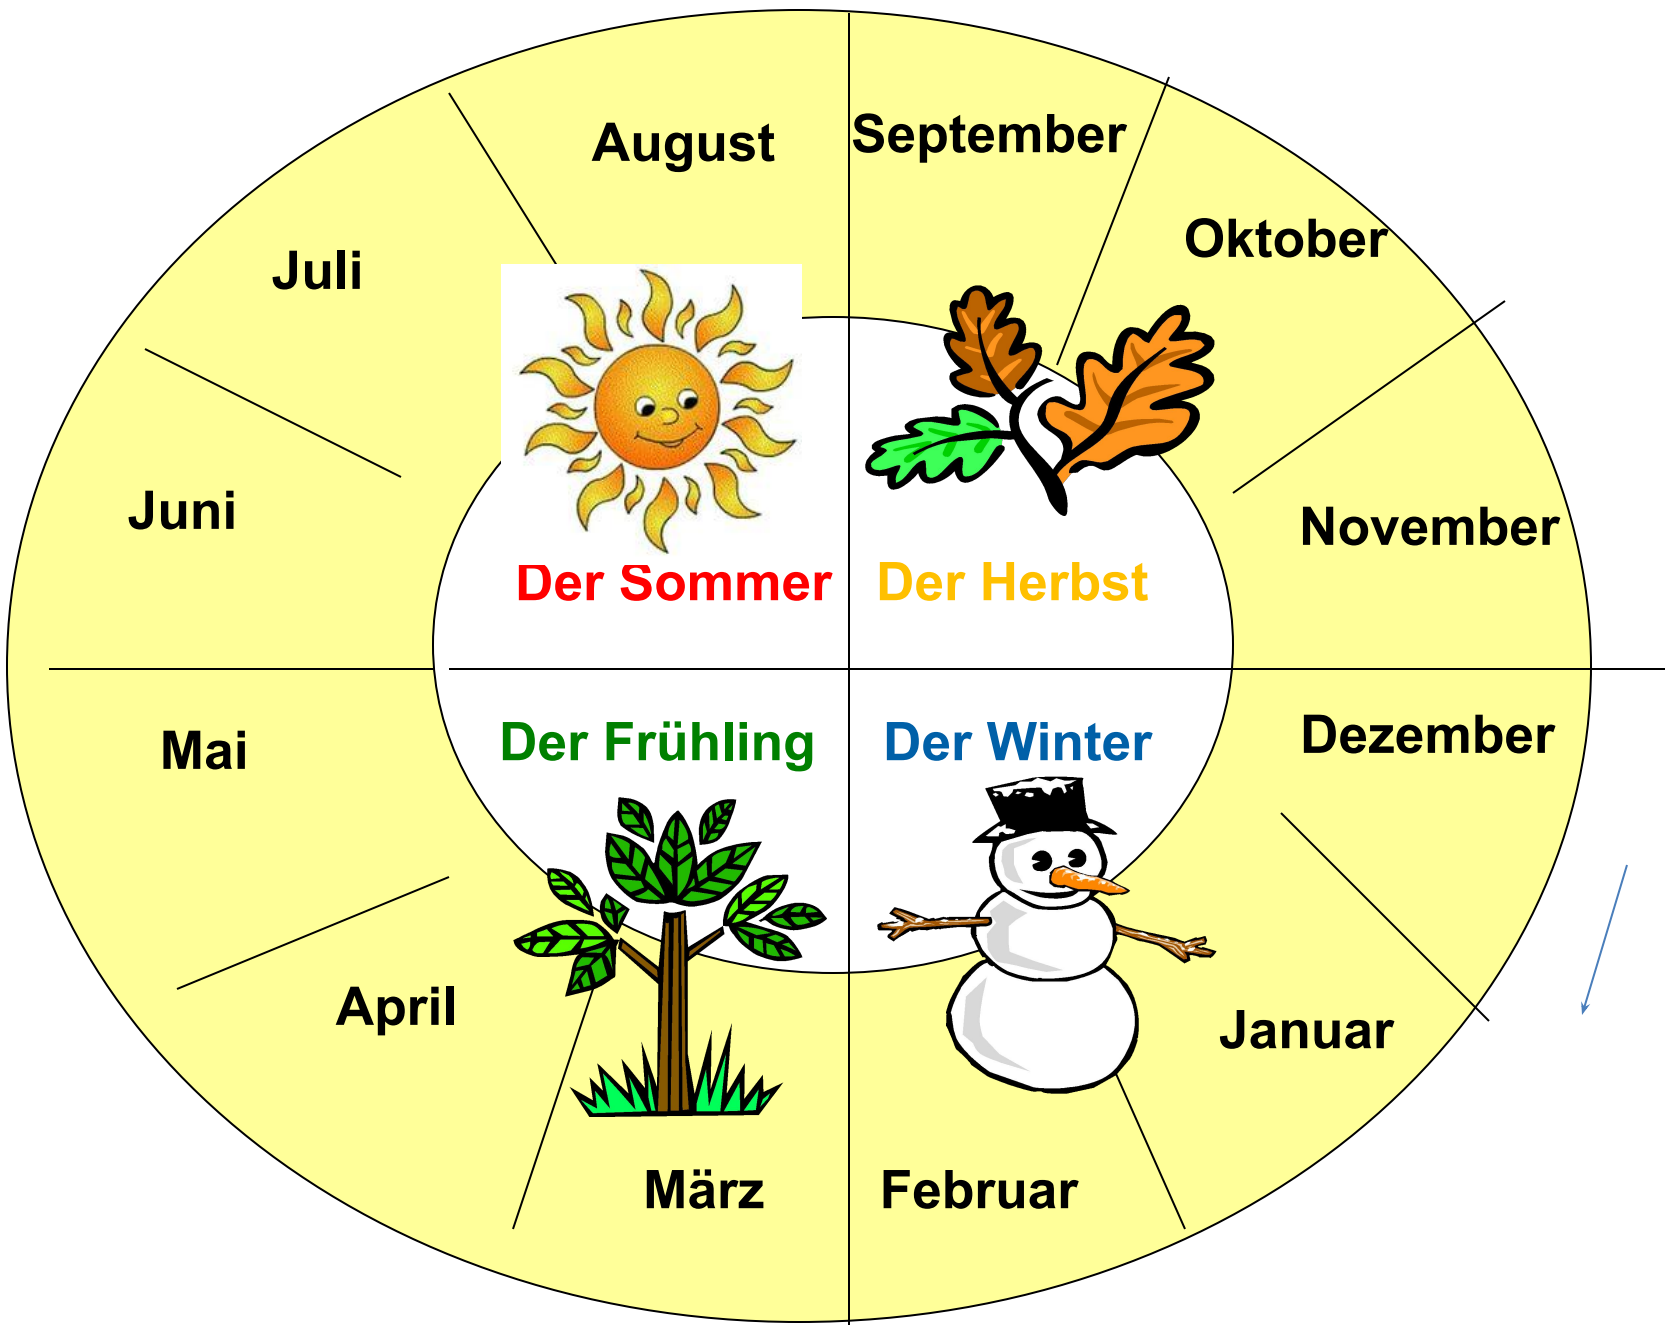 August
September
Juli
Oktober
Juni
November
Der Sommer
Der Herbst
Mai
Der Frühling
Der Winter
Dezember
April
Januar
März
Februar